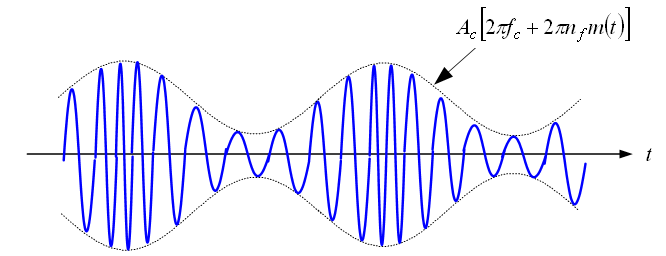 A_c[2πf_c + 2πn_f m(t)]
t